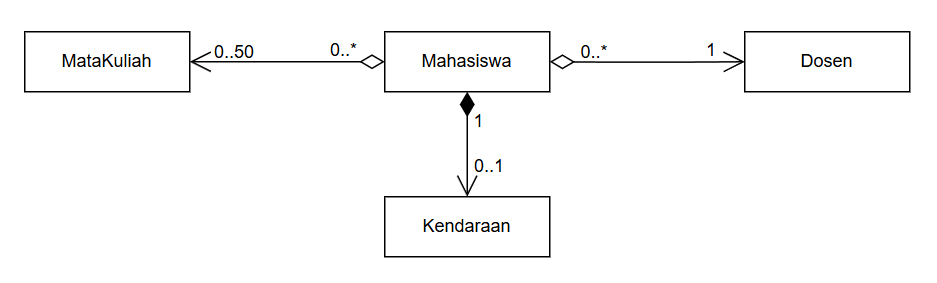 MataKuliah
0..50
0..*
Mahasiswa
0..*
1
Dosen
1
0..1
Kendaraan